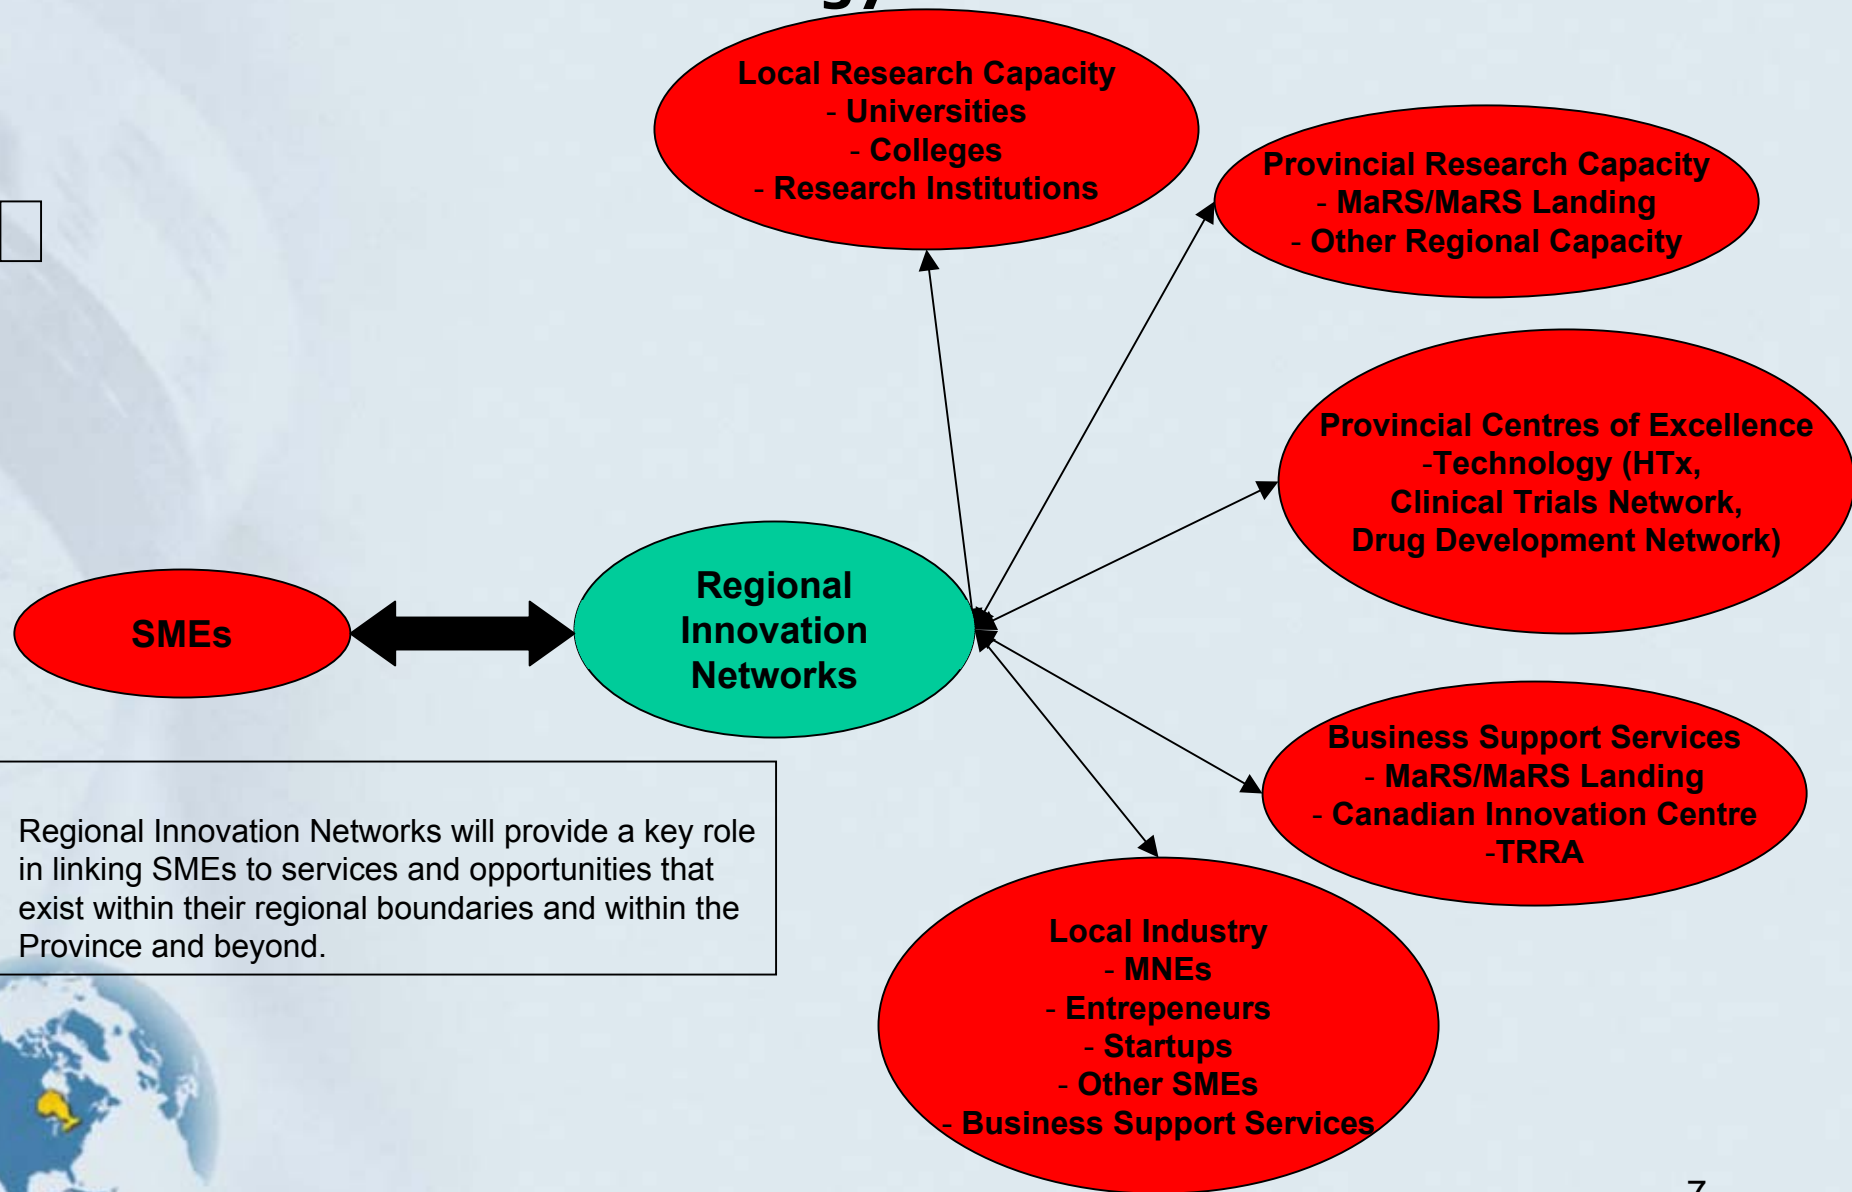 Local Research Capacity
- Universities
- Colleges
- Research Institutions
Provincial Research Capacity
- MaRS/MaRS Landing
- Other Regional Capacity
Provincial Centres of Excellence
-Technology (HTx,
Clinical Trials Network,
Drug Development Network)
SMEs
Regional
Innovation
Networks
Business Support Services
- MaRS/MaRS Landing
- Canadian Innovation Centre
-TRRA
Regional Innovation Networks will provide a key role
in linking SMEs to services and opportunities that
exist within their regional boundaries and within the
Province and beyond.
Local Industry
- MNEs
- Entrepeneurs
- Startups
- Other SMEs
- Business Support Services
7